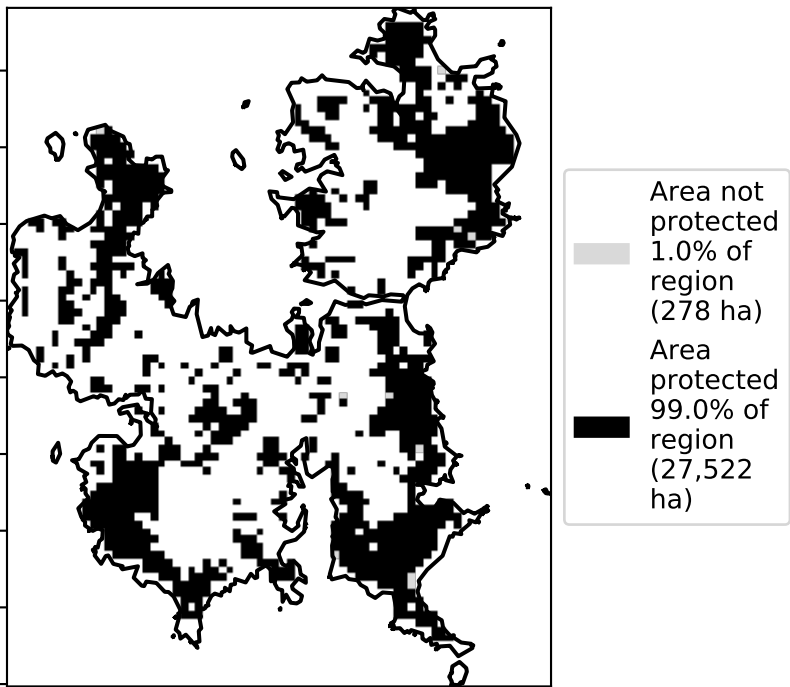 Area not
protected
1.0% of
region
(278 ha)
Area
protected
99.0% of
region
(27,522
ha)